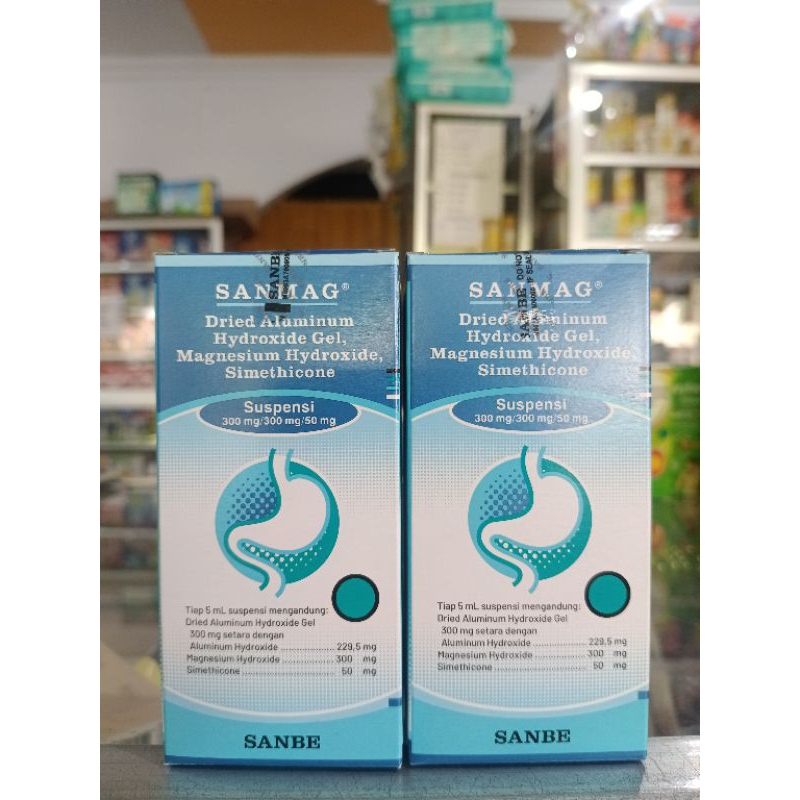 SANBE
SANMAG®
Dried Aluminum
Hydroxide Gel,
Magnesium Hydroxide,
Simethicone
Suspensi
300 mg/300 mg/50 mg
Tiap 5 mL suspensi mengandung:
Dried Aluminum Hydroxide Gel
300 mg setara dengan
Aluminum Hydroxide ................ 229,5 mg
Magnesium Hydroxide ................ 300 mg
Simethicone ................ 50 mg
SANBE
SANBE
SANMAG®
Dried Aluminum
Hydroxide Gel,
Magnesium Hydroxide,
Simethicone
Suspensi
300 mg/300 mg/50 mg
Tiap 5 mL suspensi mengandung:
Dried Aluminum Hydroxide Gel
300 mg setara dengan
Aluminum Hydroxide ................ 229,5 mg
Magnesium Hydroxide ................ 300 mg
Simethicone ................ 50 mg
SANBE